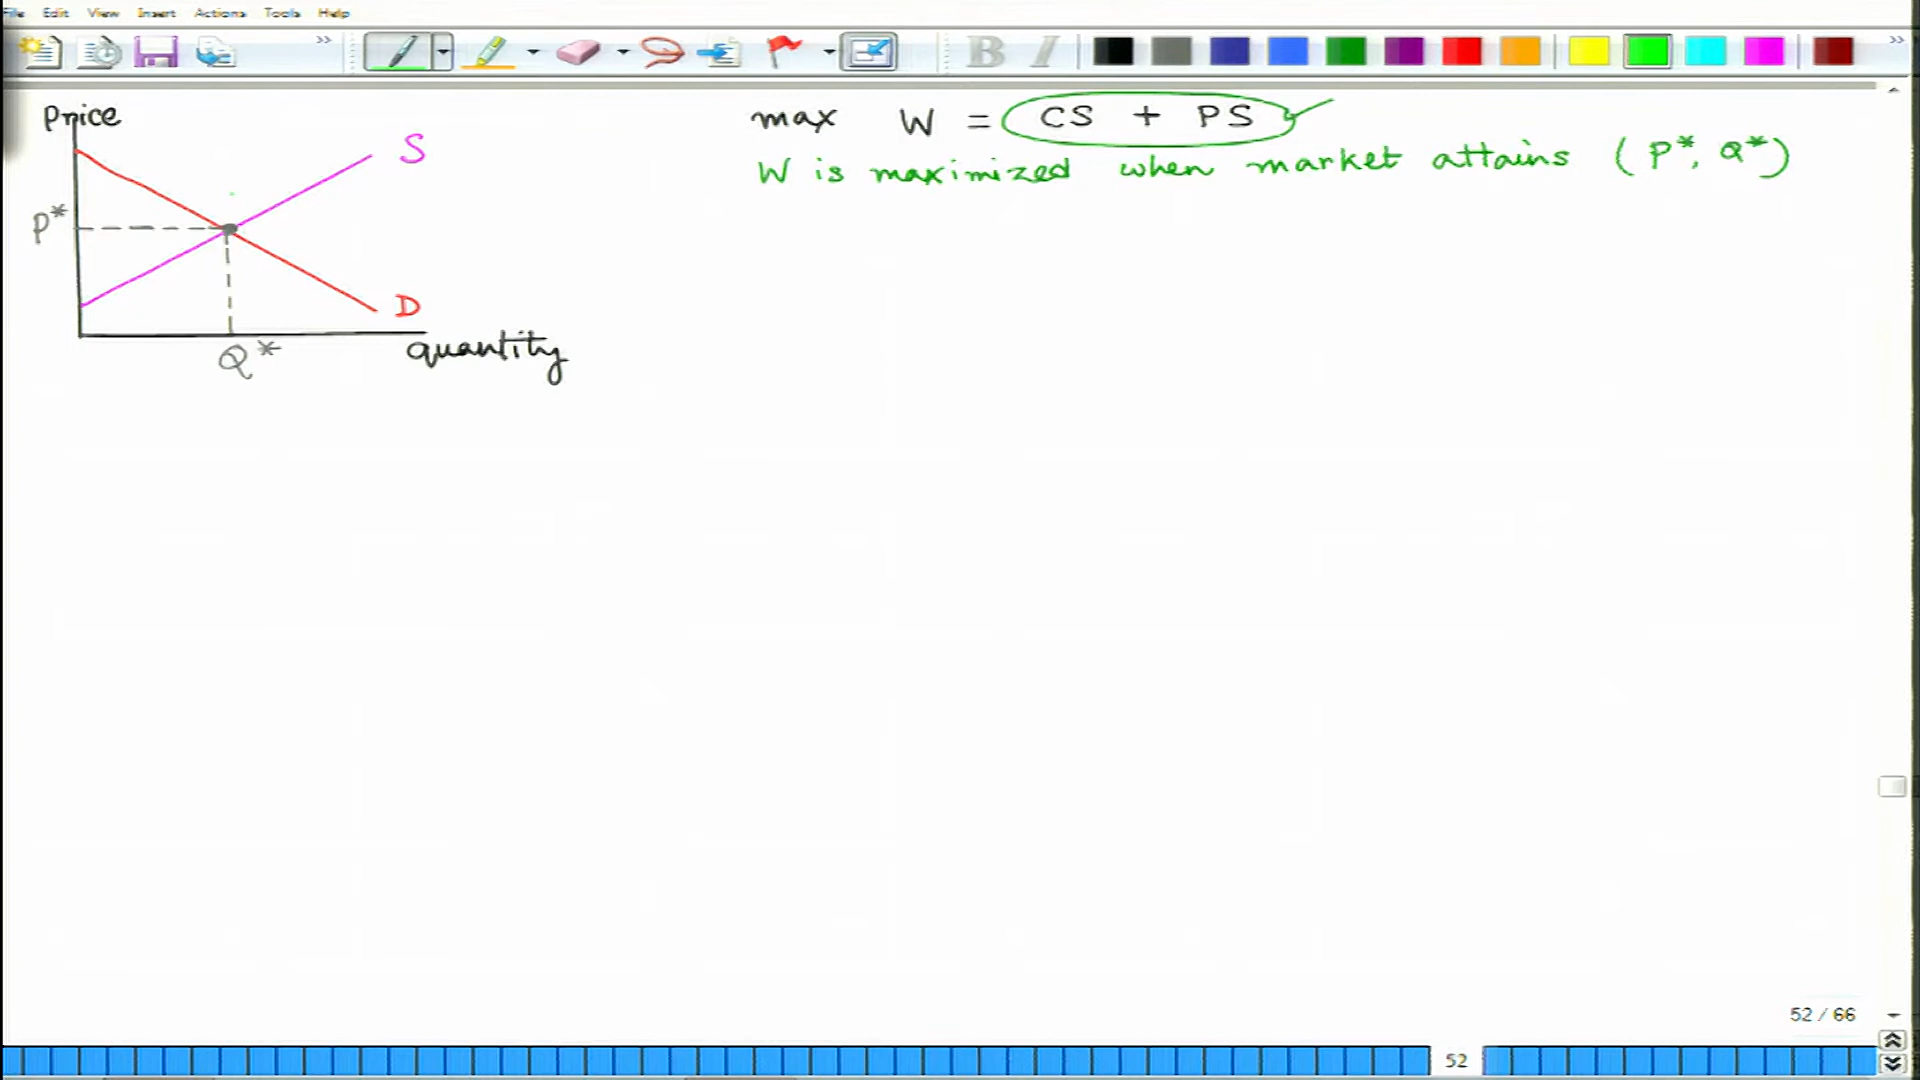 File Edit View Insert Actions Tools Help
B I
Price
max W = CS + PS
W is maximized when market attains (P*, Q*)
S
P*
D
Q*
quantity
52 / 66
52